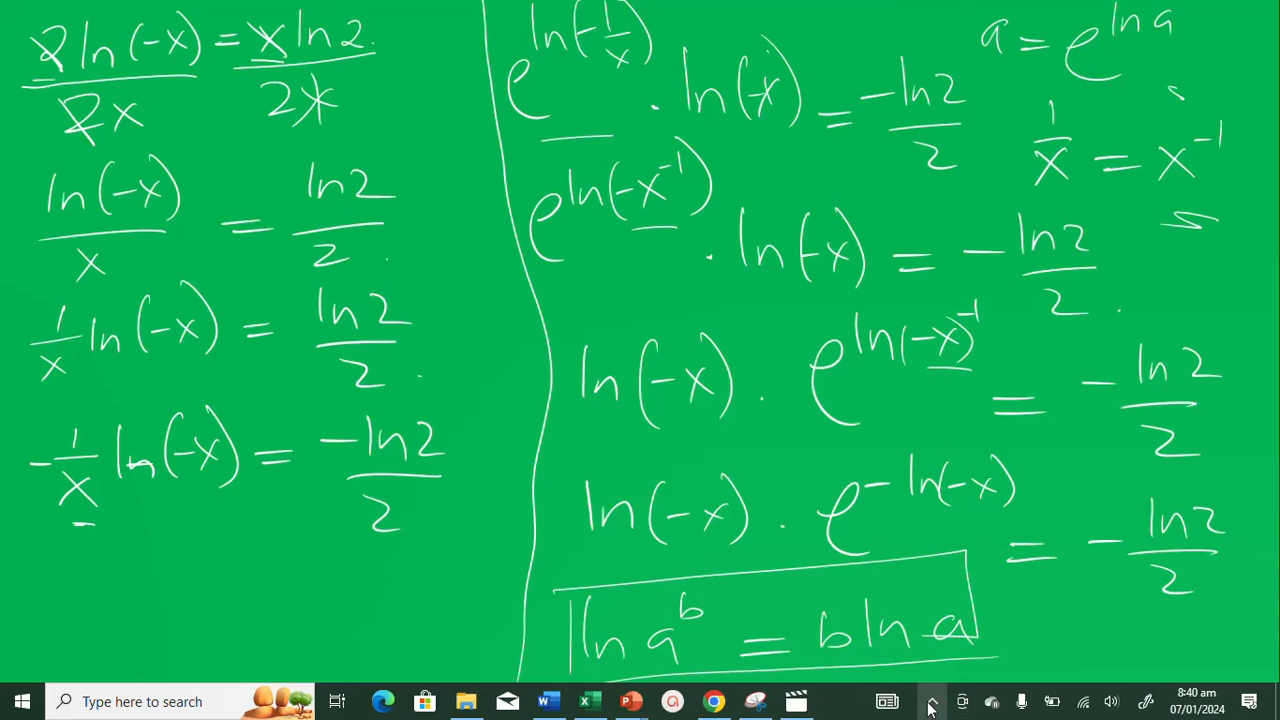 2ln(-x)/2x = xln2/2x
ln(-x)/x = ln2/2.
1/x ln(-x) = ln2/2.
-1/x ln(-x) = -ln2/2
e^ln(-1/x) . ln(-x) = -ln2/2
e^ln(-x^-1) . ln(-x) = -ln2/2.
ln(-x) . e^ln(-x)^-1 = -ln2/2
ln(-x) . e^-ln(-x) = -ln2/2
ln a^b = b ln a
a = e^ln a
1/x = x^-1
Type here to search
8:40 am
07/01/2024